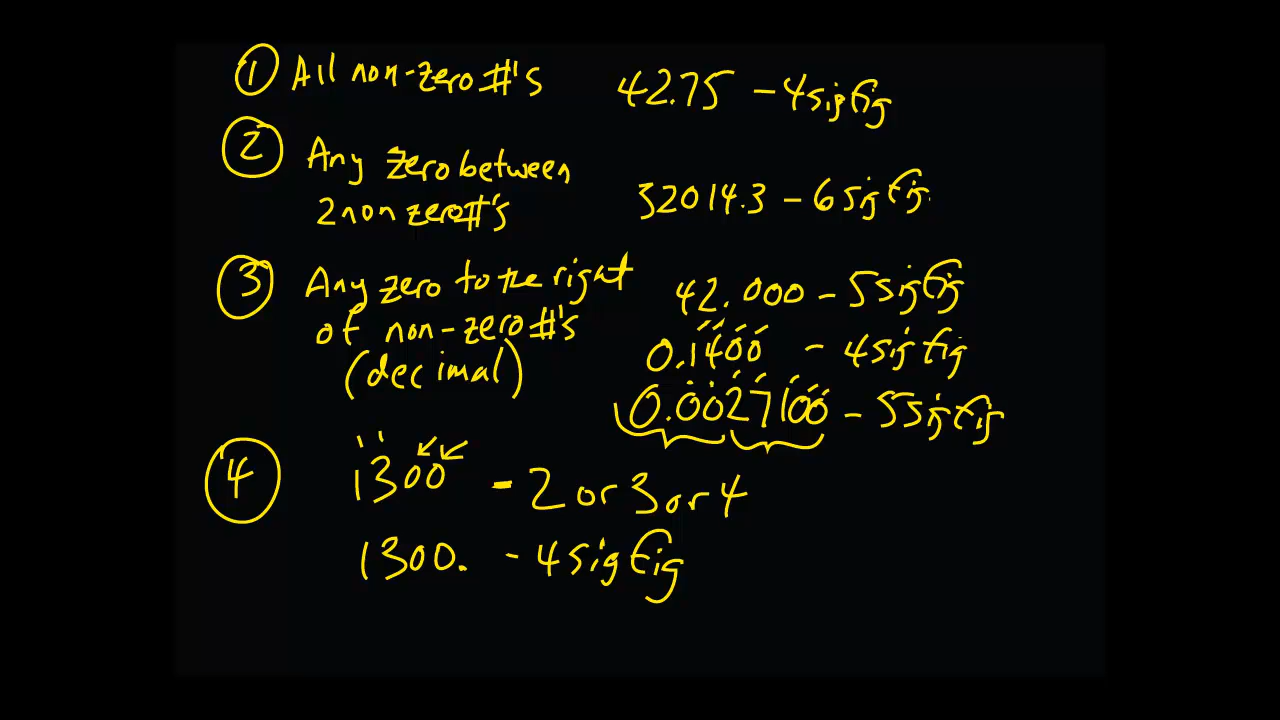 ① All non-zero #'s 42.75 - 4 sig fig
② Any zero between
2 non zero #'s 32014.3 - 6 sig fig.
③ Any zero to the right
of non-zero #'s
(decimal)
42.000 - 5 sig fig
0.1400 - 4 sig fig
0.0027100 - 5 sig fig
④ 1300 - 2 or 3 or 4
1300. - 4 sig fig